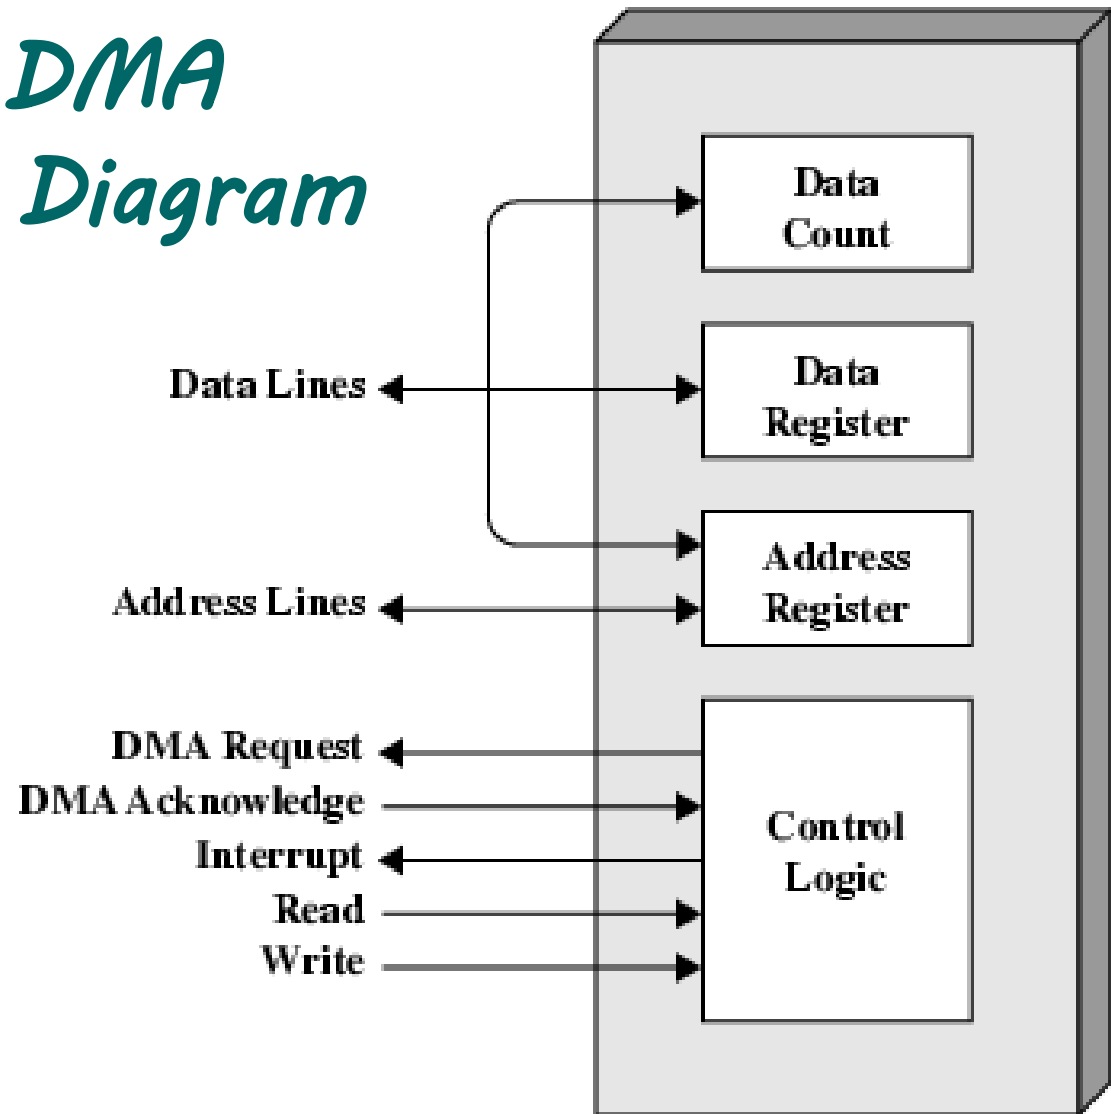 DMA
Diagram
Data
Count
Data Lines
Data
Register
Address Lines
Address
Register
DMA Request
DMA Acknowledge
Interrupt
Read
Write
Control
Logic